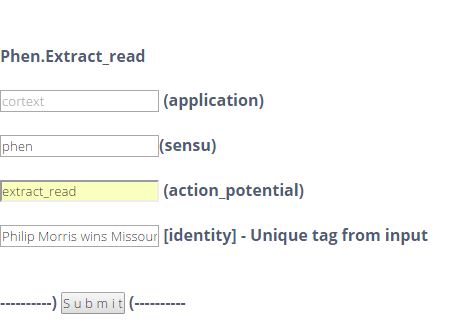 Phen.Extract_read
cortext (application)
phen (sensu)
extract_read (action_potential)
Philip Morris wins Missour [identity] - Unique tag from input
----------) Submit (----------